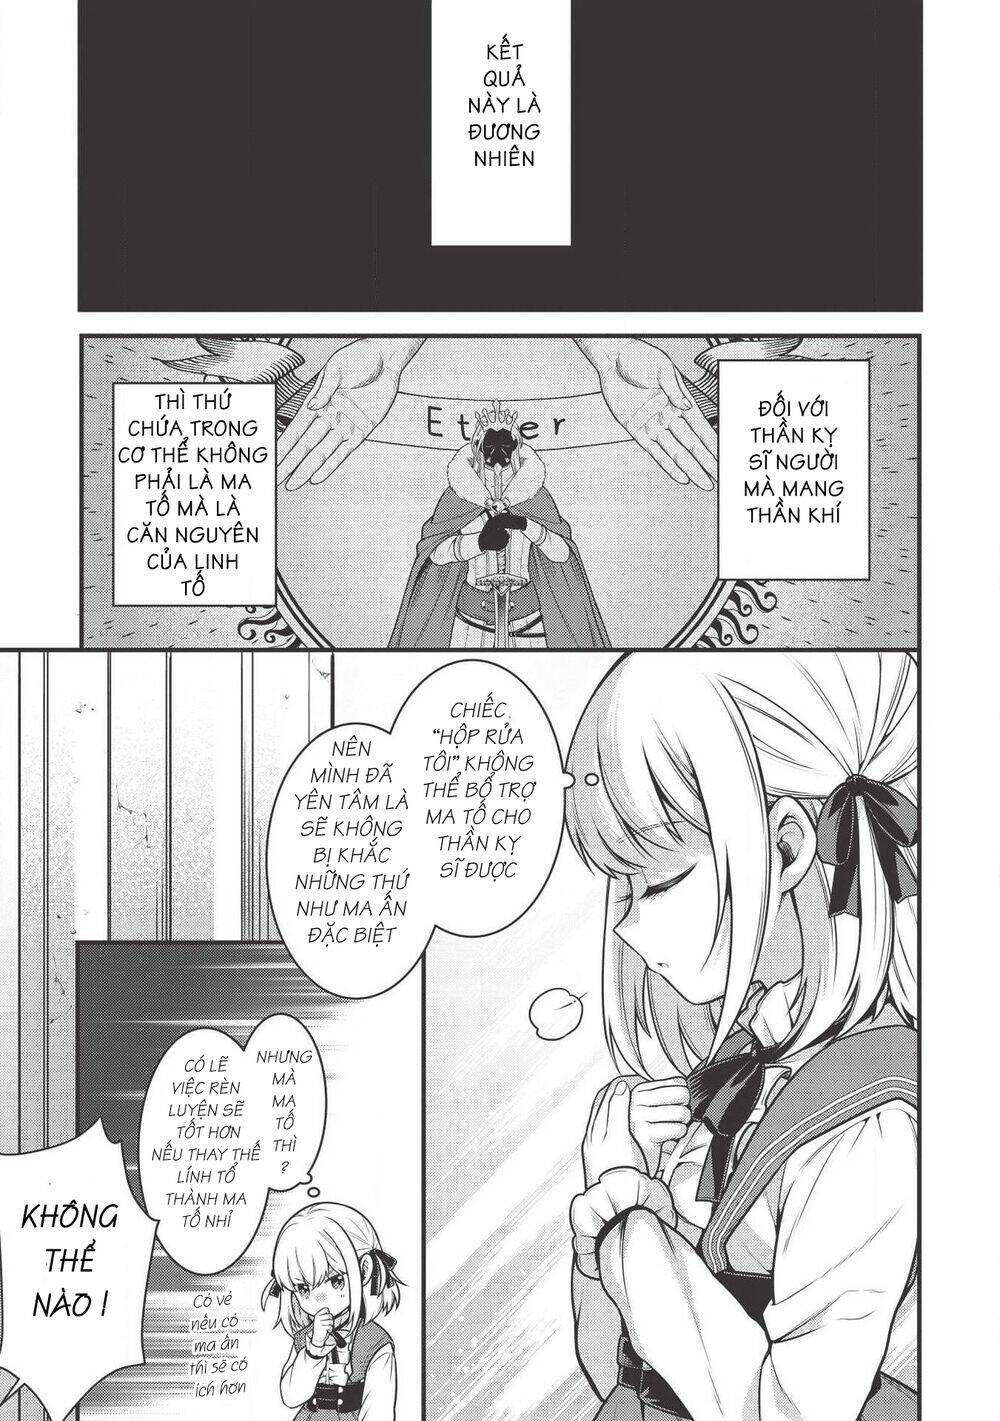 KẾT
QUẢ
NÀY LÀ
ĐƯƠNG
NHIÊN
ĐỐI VỚI
THẦN KỴ
SĨ NGƯỜI
MÀ MANG
THẦN KHÍ
THÌ THỨ
CHỨA TRONG
CƠ THỂ KHÔNG
PHẢI LÀ MA
TỐ MÀ LÀ
CĂN NGUYÊN
CỦA LINH
TỐ
CHIẾC
“HỘP RỬA
TÔI” KHÔNG
THỂ BỔ TRỢ
MA TỐ CHO
THẦN KỴ
SĨ ĐƯỢC
NÊN
MÌNH ĐÃ
YÊN TÂM LÀ
SẼ KHÔNG
BỊ KHẮC
NHỮNG THỨ
NHƯ MA ẤN
ĐẶC BIỆT
NHƯNG
MÀ MA
TỐ THÌ
?
CÓ LẼ
VIỆC RÈN
LUYỆN SẼ
TỐT HƠN
NẾU THAY THẾ
LÍNH TỔ
THÀNH MA
TỐ NHỈ
Có vẻ
nếu có
ma ấn
thì sẽ có
ích hơn
KHÔNG
THỂ
NÀO !